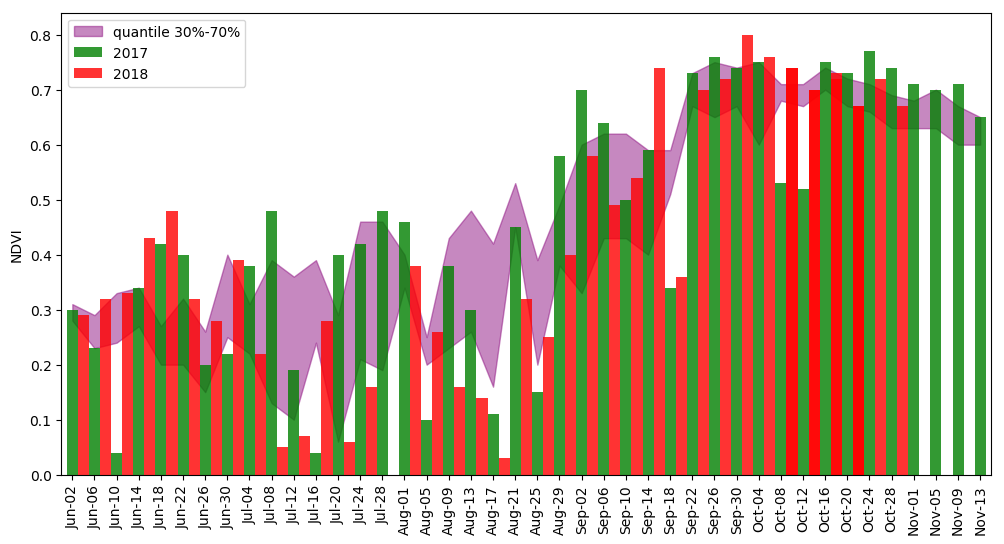 quantile 30%-70%
2017
2018
NDVI
0.8
0.7
0.6
0.5
0.4
0.3
0.2
0.1
0.0
Jun-02
Jun-06
Jun-10
Jun-14
Jun-18
Jun-22
Jun-26
Jun-30
Jul-04
Jul-08
Jul-12
Jul-16
Jul-20
Jul-24
Jul-28
Aug-01
Aug-05
Aug-09
Aug-13
Aug-17
Aug-21
Aug-25
Aug-29
Sep-02
Sep-06
Sep-10
Sep-14
Sep-18
Sep-22
Sep-26
Sep-30
Oct-04
Oct-08
Oct-12
Oct-16
Oct-20
Oct-24
Oct-28
Nov-01
Nov-05
Nov-09
Nov-13